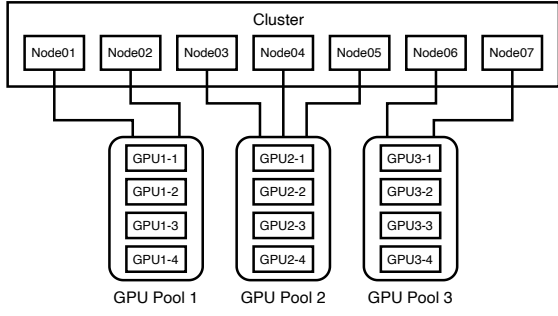 Cluster
Node01 Node02 Node03 Node04 Node05 Node06 Node07
GPU1-1 GPU2-1 GPU3-1
GPU1-2 GPU2-2 GPU3-2
GPU1-3 GPU2-3 GPU3-3
GPU1-4 GPU2-4 GPU3-4
GPU Pool 1 GPU Pool 2 GPU Pool 3